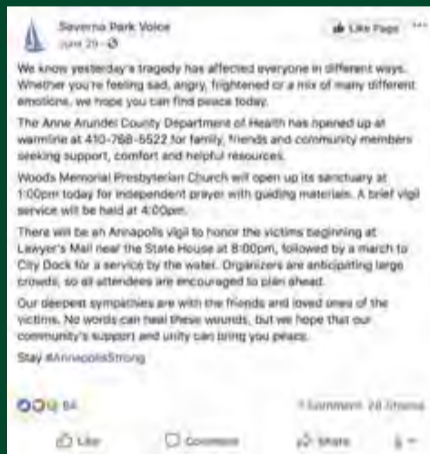 Severna Park Voice
Like Page
June 29
We know yesterday's tragedy has affected everyone in different ways.
Whether you're feeling sad, angry, frightened or a mix of many different
emotions, we hope you can find peace today.
The Anne Arundel County Department of Health has opened up at
warmline at 410-768-5522 for family, friends and community members
seeking support, comfort and helpful resources.
Woods Memorial Presbyterian Church will open up its sanctuary at
1:00pm today for independent prayer with guiding materials. A brief vigil
service will be held at 4:00pm.
There will be an Annapolis vigil to honor the victims beginning at
Lawyer's Mall near the State House at 8:00pm, followed by a march to
City Dock for a service by the water. Organizers are anticipating large
crowds, so all attendees are encouraged to plan ahead.
Our deepest sympathies are with the friends and loved ones of the
victims. No words can heal these wounds, but we hope that our
community's support and unity can bring you peace.
Stay #AnnapolisStrong
64
1 Comment 28 Shares
Like Comment Share